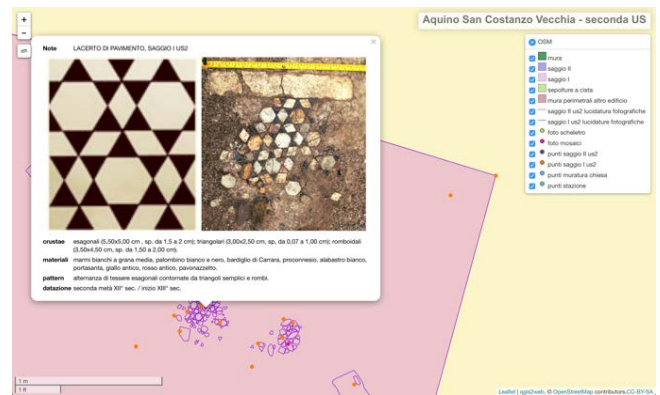 +
−
Aquino San Costanzo Vecchia - seconda US
Note LACERTO DI PAVIMENTO, SAGGIO I US2
×
crustae esagonali (5,50x5,00 cm , sp. da 1,5 a 2 cm); triangolari (3,00x2,50 cm, sp. da 0,07 a 1,00 cm); romboidali
(3,50x4,50 cm, sp. da 1,50 a 2,00 cm).
materiali marmi bianchi a grana media, palombino bianco e nero, bardiglio di Carrara, proconnesio, alabastro bianco,
portasanta, giallo antico, rosso antico, pavonazzetto.
pattern alternanza di tessere esagonali contornate da triangoli semplici e rombi.
datazione seconda metà XII° sec. / inizio XIII° sec.
OSM
mura
saggio II
saggio I
sepolture a cista
mura perimetrali altro edificio
saggio II us2 lucidatura fotografiche
saggio I us2 lucidature fotografiche
foto scheletro
foto mosaici
punti saggio II us2
punti saggio I us2
punti muratura chiesa
punti stazione
1 m
1 ft
Leaflet | qgis2web, © OpenStreetMap contributors,CC-BY-SA